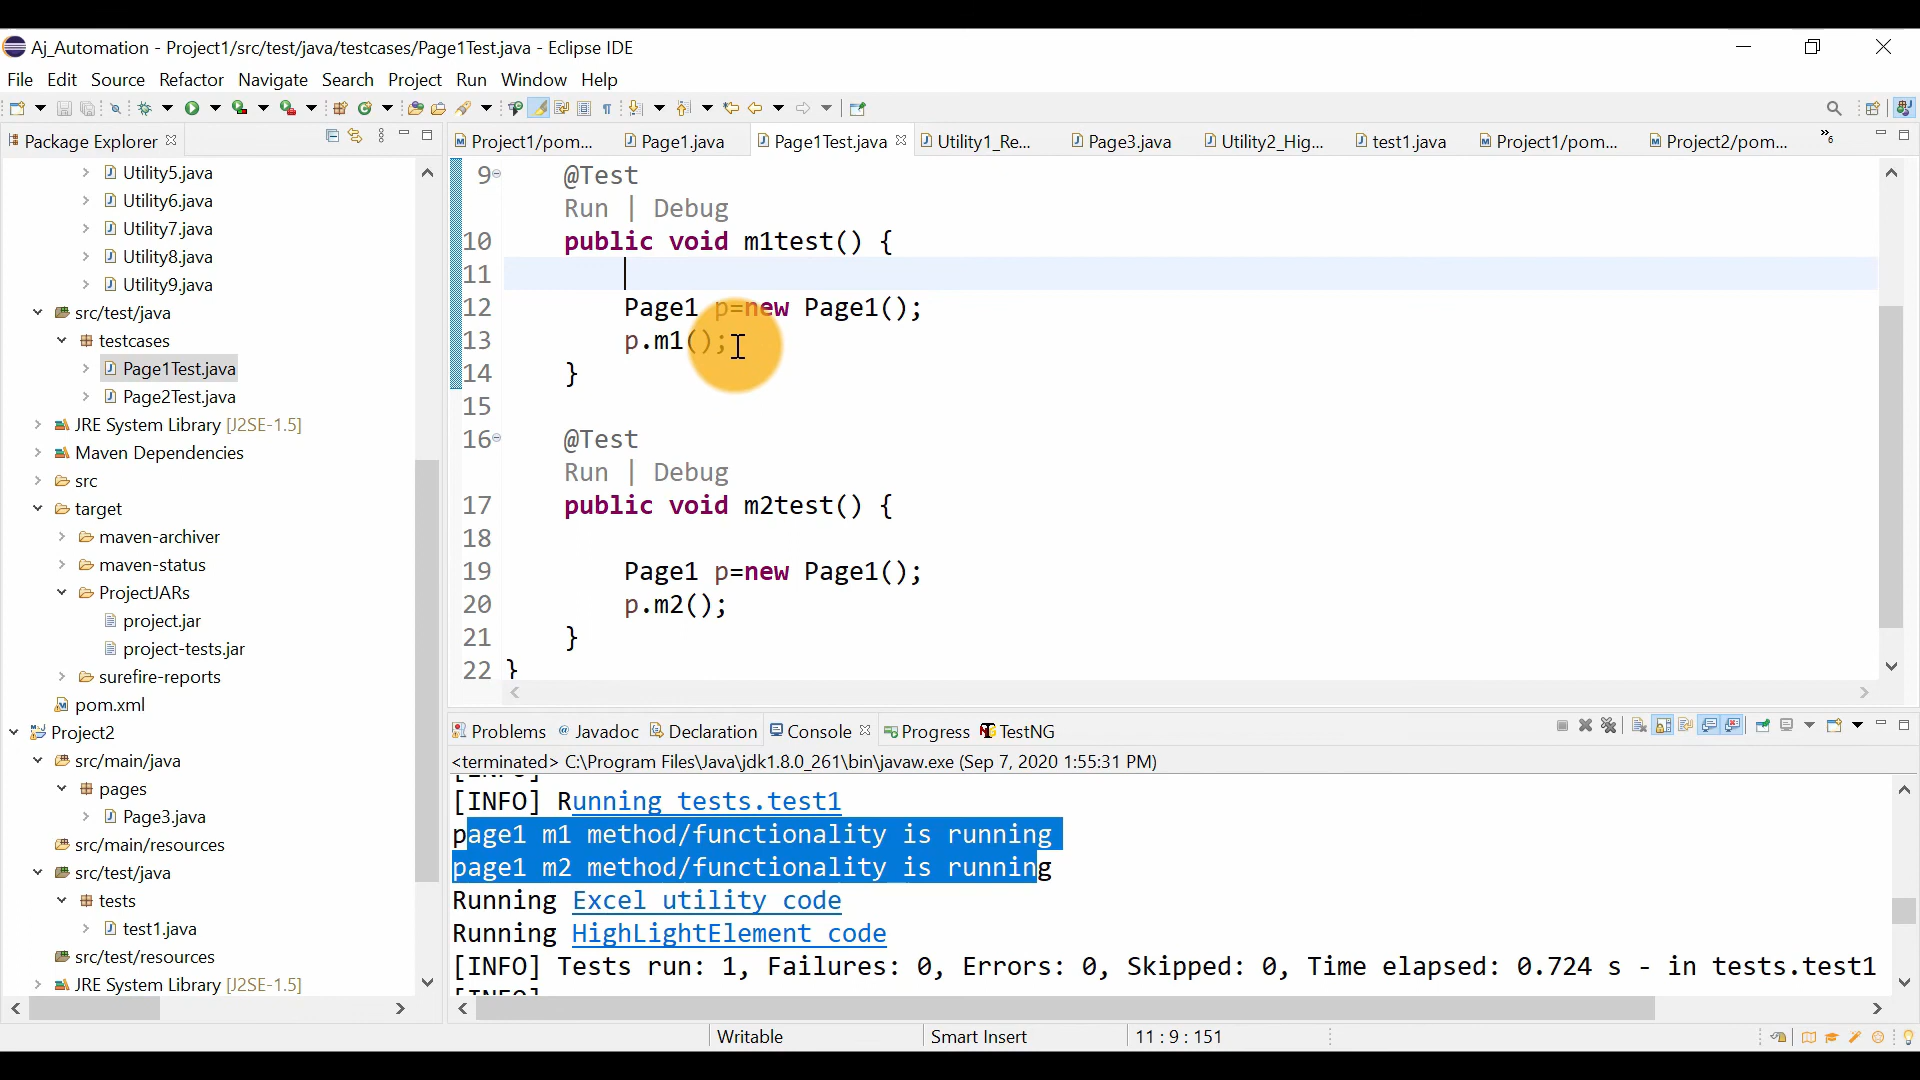 Aj_Automation - Project1/src/test/java/testcases/Page1Test.java - Eclipse IDE
File Edit Source Refactor Navigate Search Project Run Window Help
Package Explorer
Utility5.java
Utility6.java
Utility7.java
Utility8.java
Utility9.java
src/test/java
testcases
Page1Test.java
Page2Test.java
JRE System Library [J2SE-1.5]
Maven Dependencies
src
target
maven-archiver
maven-status
ProjectJARs
project.jar
project-tests.jar
surefire-reports
pom.xml
Project2
src/main/java
pages
Page3.java
src/main/resources
src/test/java
tests
test1.java
src/test/resources
JRE System Library [J2SE-1.5]
Project1/pom... Page1.java Page1Test.java Utility1_Re... Page3.java Utility2_Hig... test1.java Project1/pom... Project2/pom... »6
9 @Test
Run | Debug
10 public void m1test() {
11
12 Page1 p=new Page1();
13 p.m1();
14 }
15
16 @Test
Run | Debug
17 public void m2test() {
18
19 Page1 p=new Page1();
20 p.m2();
21 }
22 }
Problems @ Javadoc Declaration Console Progress TestNG
<terminated> C:\Program Files\Java\jdk1.8.0_261\bin\javaw.exe (Sep 7, 2020 1:55:31 PM)
[INFO]
[INFO] Running tests.test1
page1 m1 method/functionality is running
page1 m2 method/functionality is running
Running Excel utility code
Running HighLightElement code
[INFO] Tests run: 1, Failures: 0, Errors: 0, Skipped: 0, Time elapsed: 0.724 s - in tests.test1
[INFO]
Writable Smart Insert 11 : 9 : 151